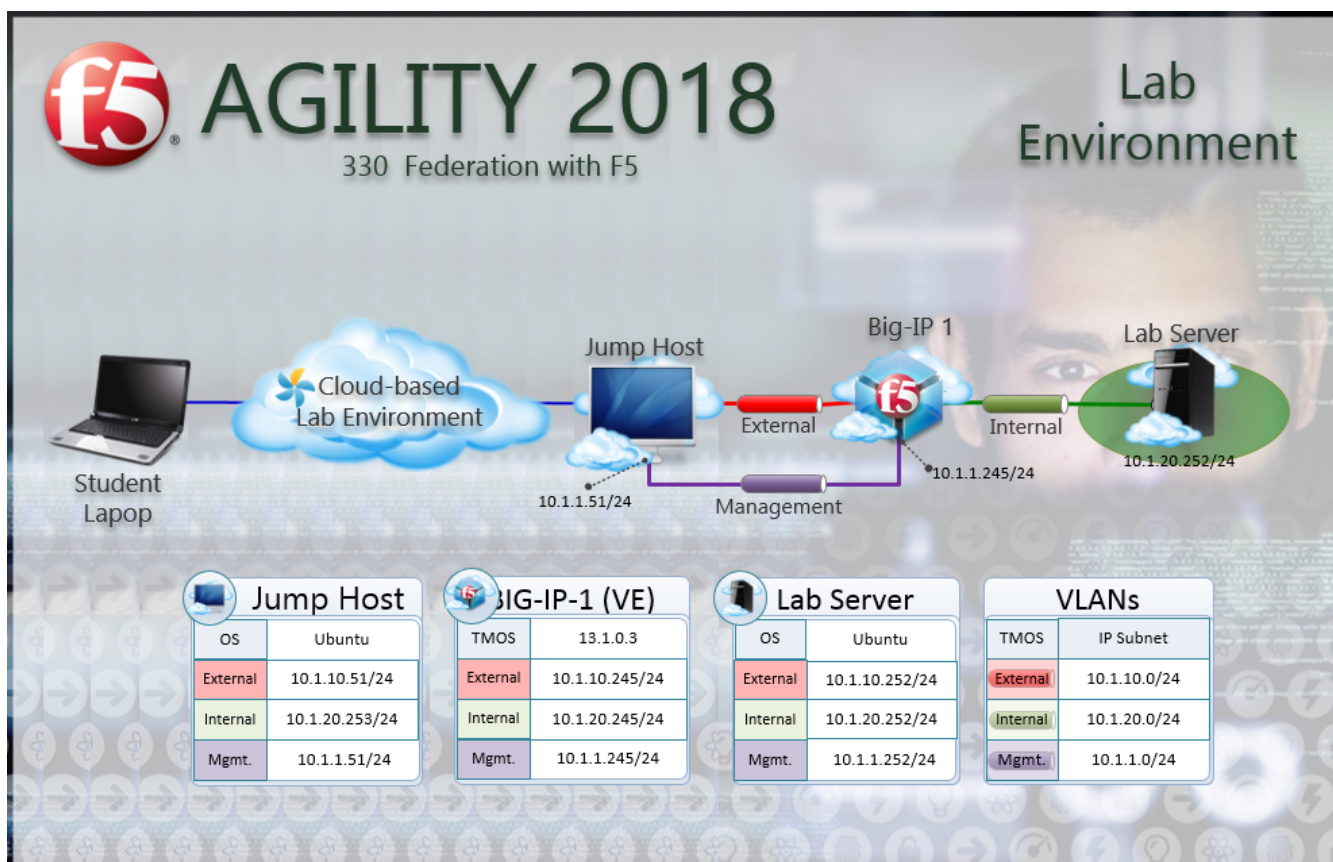 f5 ®
AGILITY 2018
330 Federation with F5
Lab
Environment
Student
Lapop
Cloud-based
Lab Environment
Jump Host
10.1.1.51/24
External
Management
Big-IP 1
f5
10.1.1.245/24
Internal
Lab Server
10.1.20.252/24
Jump Host
OS Ubuntu
External 10.1.10.51/24
Internal 10.1.20.253/24
Mgmt. 10.1.1.51/24
f5
BIG-IP-1 (VE)
TMOS 13.1.0.3
External 10.1.10.245/24
Internal 10.1.20.245/24
Mgmt. 10.1.1.245/24
Lab Server
OS Ubuntu
External 10.1.10.252/24
Internal 10.1.20.252/24
Mgmt. 10.1.1.252/24
VLANs
TMOS IP Subnet
External 10.1.10.0/24
Internal 10.1.20.0/24
Mgmt. 10.1.1.0/24